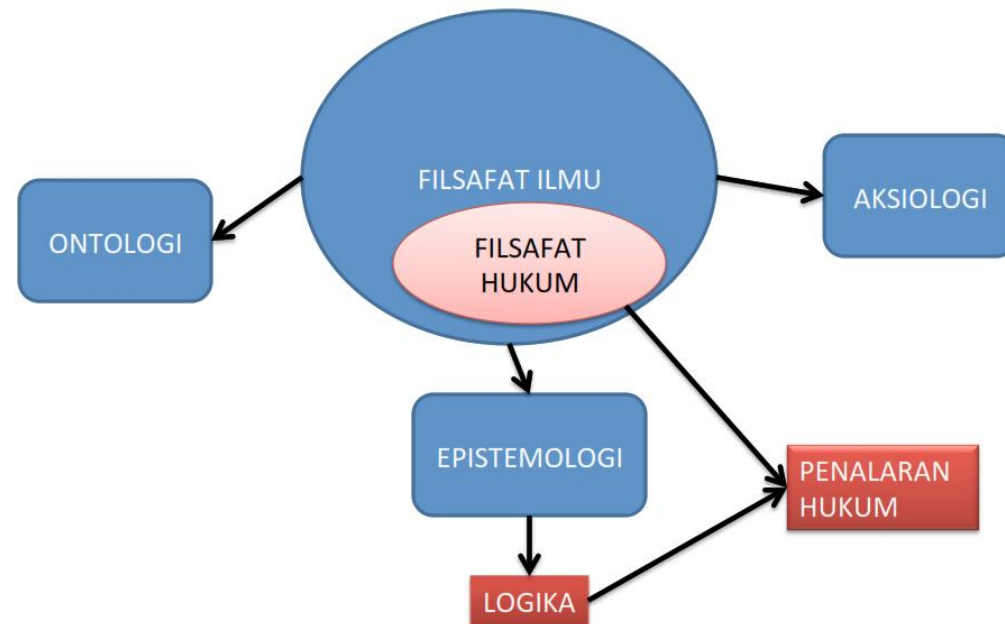 FILSAFAT ILMU
AKSIOLOGI
ONTOLOGI
FILSAFAT
HUKUM
EPISTEMOLOGI
PENALARAN
HUKUM
LOGIKA